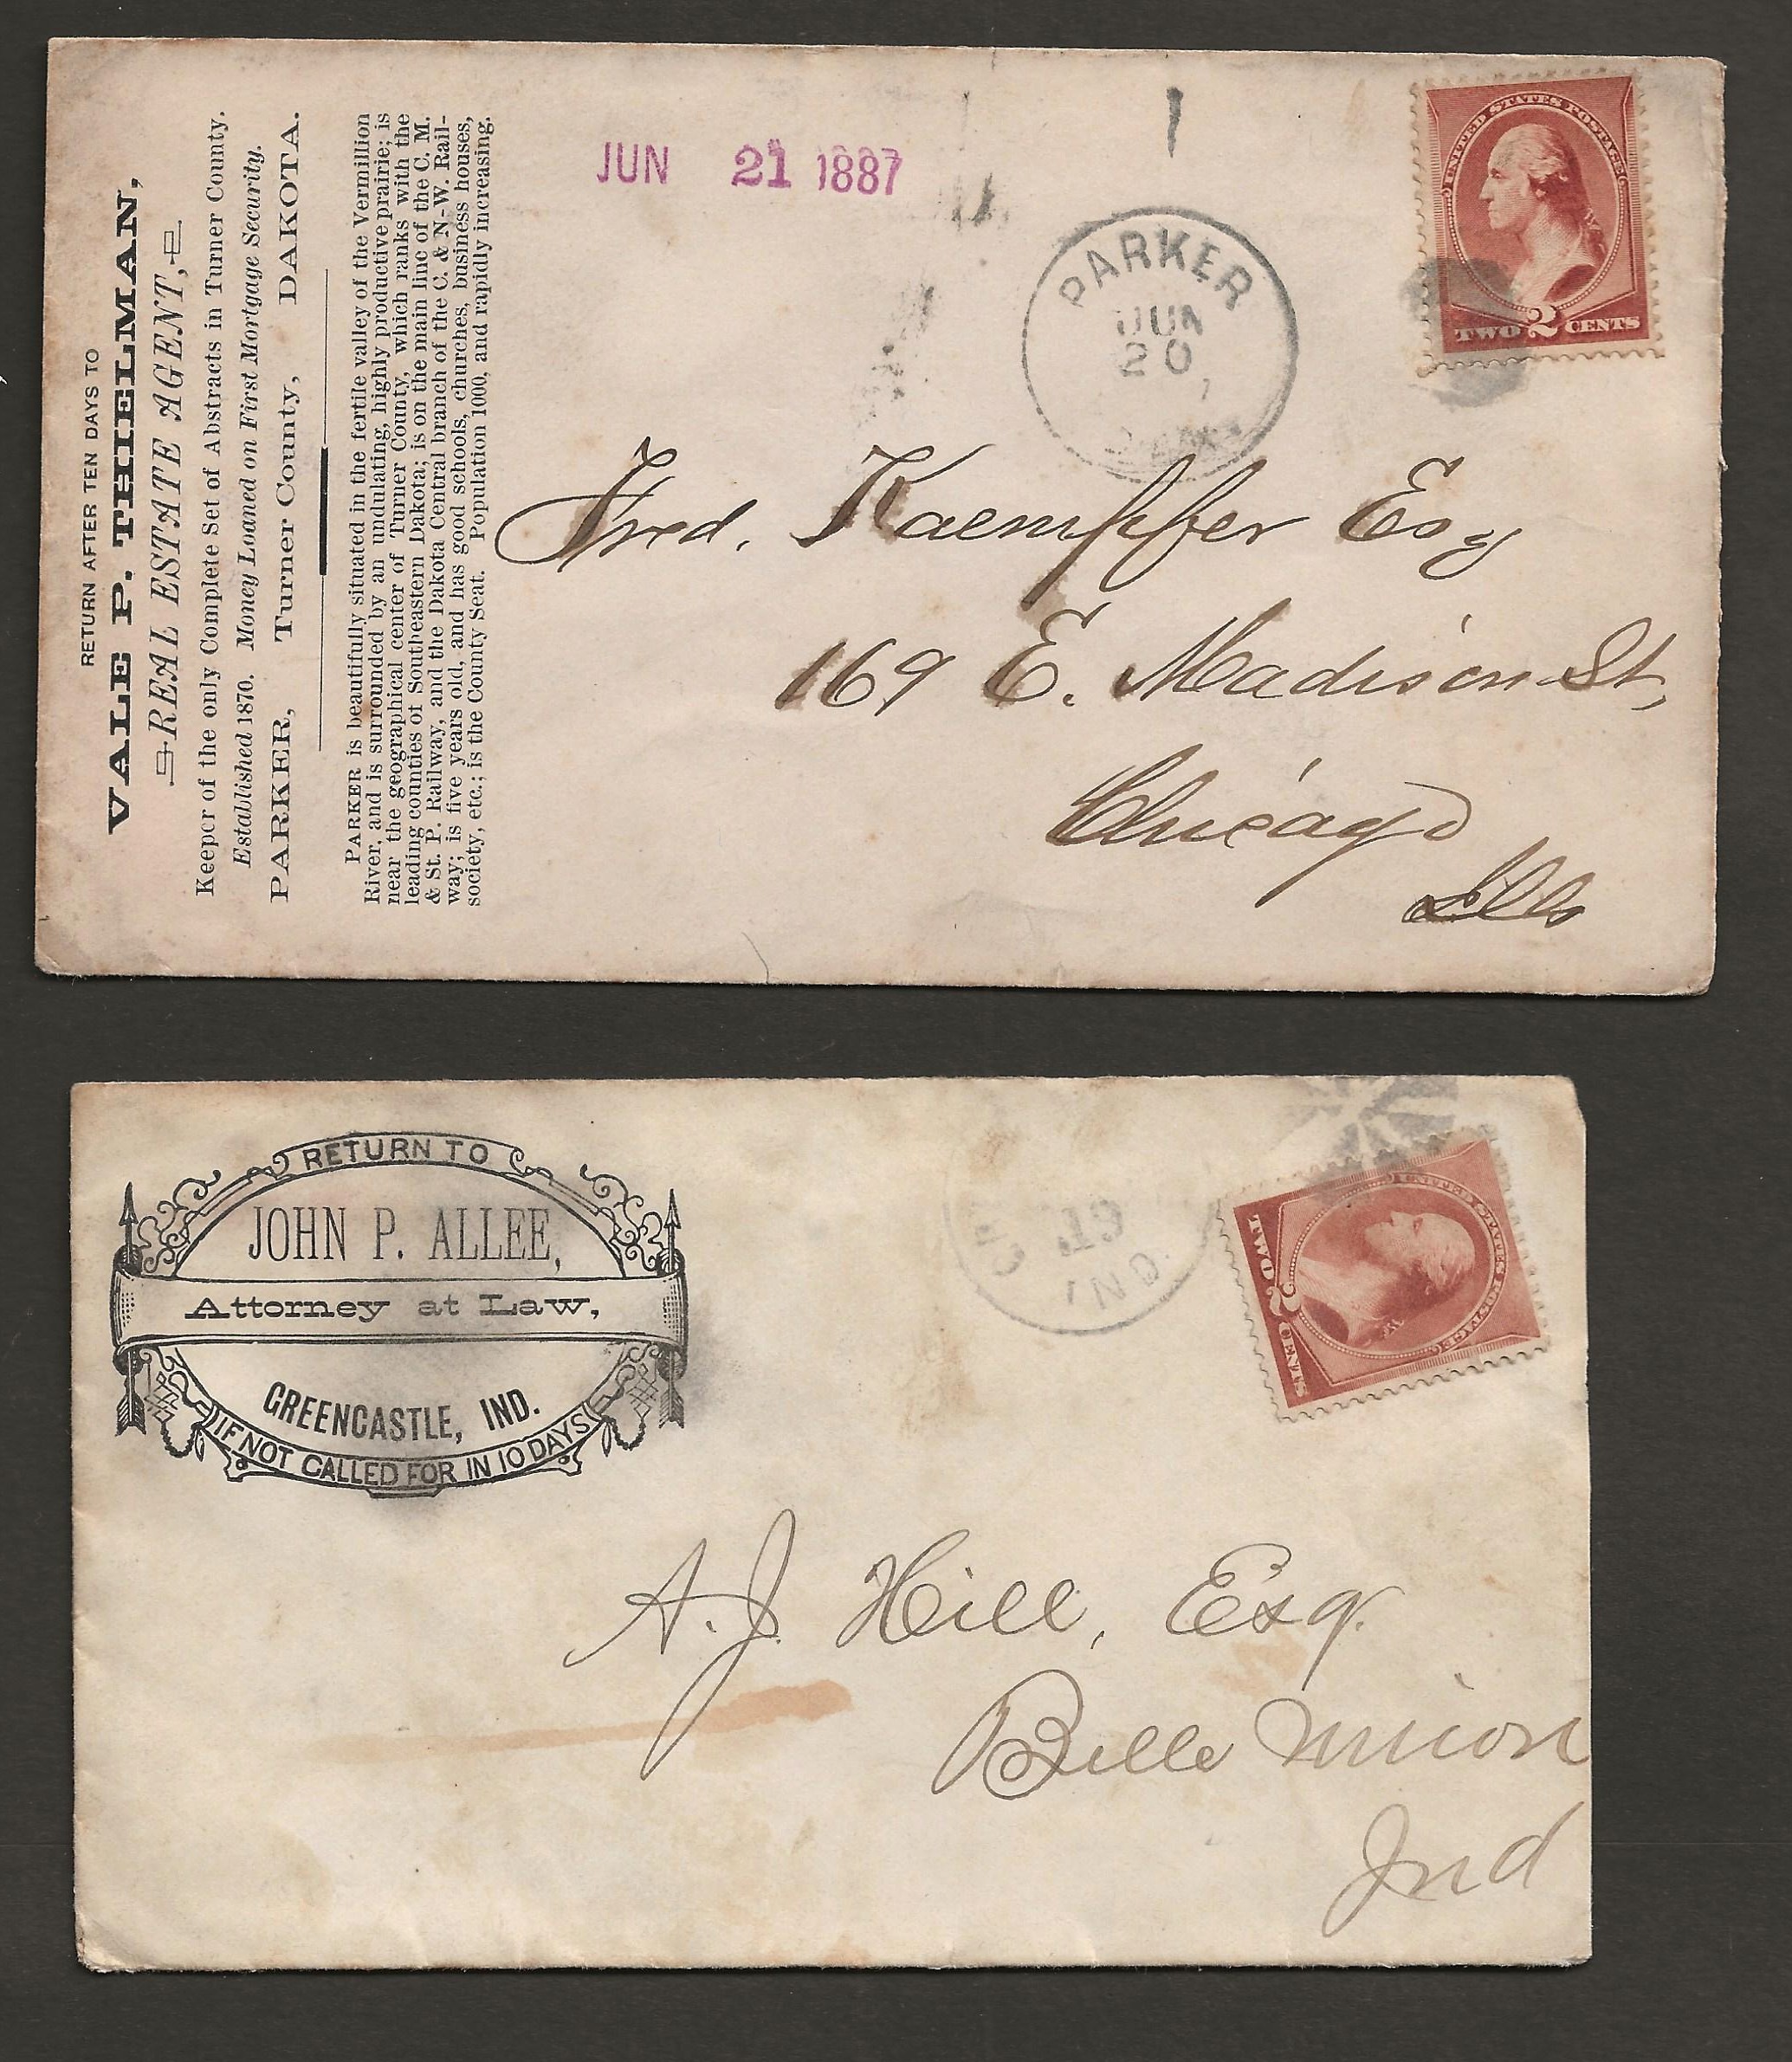 RETURN AFTER TEN DAYS TO
VALE P. THIELMAN,
REAL ESTATE AGENT,
Keeper of the only Complete Set of Abstracts in Turner County.
Established 1870. Money Loaned on First Mortgage Security.
PARKER, Turner County, DAKOTA.
PARKER is beautifully situated in the fertile valley of the Vermillion
River, and is surrounded by an undulating, highly productive prairie; is
near the geographical center of Turner County, which ranks with the
leading counties of Southeastern Dakota; is on the main line of the C. M.
& St. P. Railway, and the Dakota Central branch of the C. & N-W. Rail-
way; is five years old, and has good schools, churches, business houses,
society, etc.; is the County Seat. Population 1000, and rapidly increasing.
JUN 21 1887
PARKER
JUN
20
UNITED STATES POSTAGE
TWO 2 CENTS
Fred. Kaempfer Esq
169 E. Madison St,
Chicago
Ills
RETURN TO
JOHN P. ALLEE,
Attorney at Law,
GREENCASTLE, IND.
IF NOT CALLED FOR IN 10 DAYS
19
IND.
UNITED STATES POSTAGE
TWO 2 CENTS
A. J. Hill, Esqr.
Belle Union
Ind